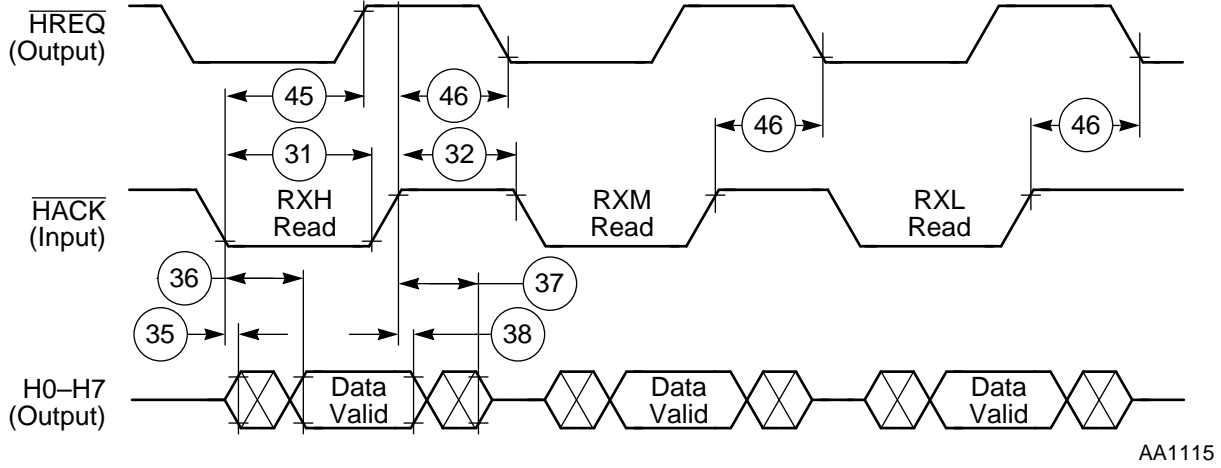 HREQ
(Output)
45
46
46
46
31
32
HACK
(Input)
RXH
Read
RXM
Read
RXL
Read
36
37
35
38
H0–H7
(Output)
Data
Valid
Data
Valid
Data
Valid
AA1115